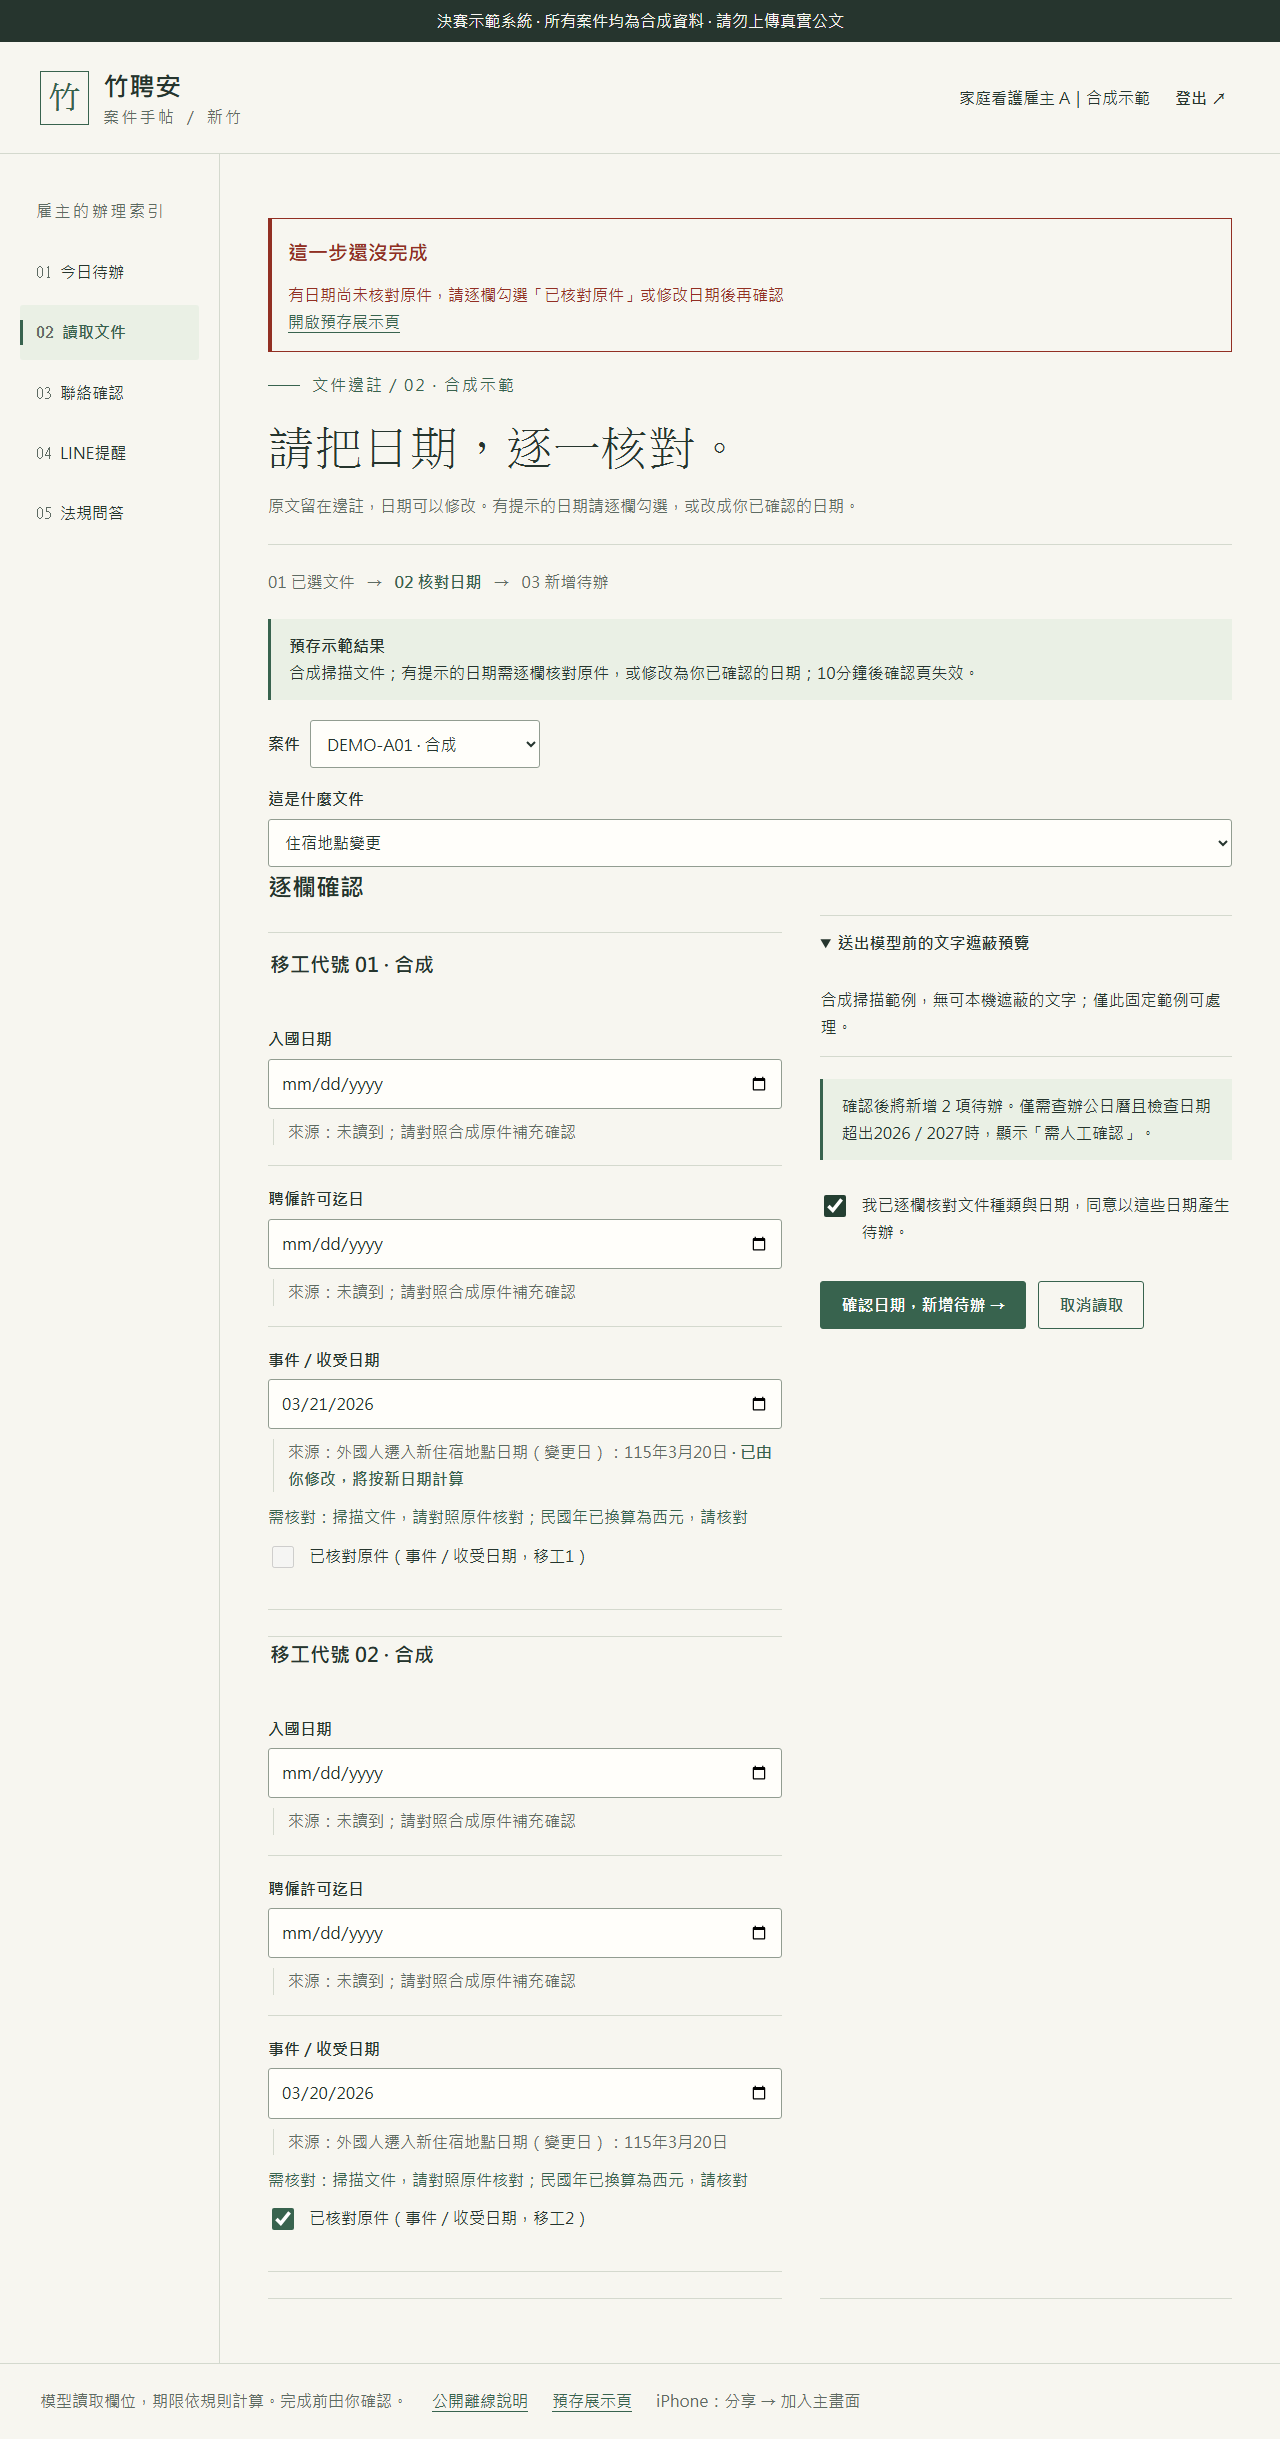 決賽示範系統 · 所有案件均為合成資料 · 請勿上傳真實公文
竹
竹聘安
案件手帖 / 新竹
家庭看護雇主 A | 合成示範
登出 ↗
雇主的辦理索引
01 今日待辦
02 讀取文件
03 聯絡確認
04 LINE提醒
05 法規問答
這一步還沒完成
有日期尚未核對原件，請逐欄勾選「已核對原件」或修改日期後再確認
開啟預存展示頁
文件邊註 / 02 · 合成示範
請把日期，逐一核對。
原文留在邊註，日期可以修改。有提示的日期請逐欄勾選，或改成你已確認的日期。
01 已選文件 → 02 核對日期 → 03 新增待辦
預存示範結果
合成掃描文件；有提示的日期需逐欄核對原件，或修改為你已確認的日期；10分鐘後確認頁失效。
案件 DEMO-A01 · 合成
這是什麼文件
住宿地點變更
逐欄確認
移工代號 01 · 合成
入國日期
mm/dd/yyyy
來源：未讀到；請對照合成原件補充確認
聘僱許可迄日
mm/dd/yyyy
來源：未讀到；請對照合成原件補充確認
事件 / 收受日期
03/21/2026
來源：外國人遷入新住宿地點日期（變更日）：115年3月20日 · 已由
你修改，將按新日期計算
需核對：掃描文件，請對照原件核對；民國年已換算為西元，請核對
已核對原件（事件 / 收受日期，移工1）
移工代號 02 · 合成
入國日期
mm/dd/yyyy
來源：未讀到；請對照合成原件補充確認
聘僱許可迄日
mm/dd/yyyy
來源：未讀到；請對照合成原件補充確認
事件 / 收受日期
03/20/2026
來源：外國人遷入新住宿地點日期（變更日）：115年3月20日
需核對：掃描文件，請對照原件核對；民國年已換算為西元，請核對
已核對原件（事件 / 收受日期，移工2）
▼ 送出模型前的文字遮蔽預覽
合成掃描範例，無可本機遮蔽的文字；僅此固定範例可處
理。
確認後將新增 2 項待辦。僅需查辦公日曆且檢查日期
超出2026 / 2027時，顯示「需人工確認」。
我已逐欄核對文件種類與日期，同意以這些日期產生
待辦。
確認日期，新增待辦 →
取消讀取
模型讀取欄位，期限依規則計算。完成前由你確認。 公開離線說明 預存展示頁 iPhone：分享 → 加入主畫面